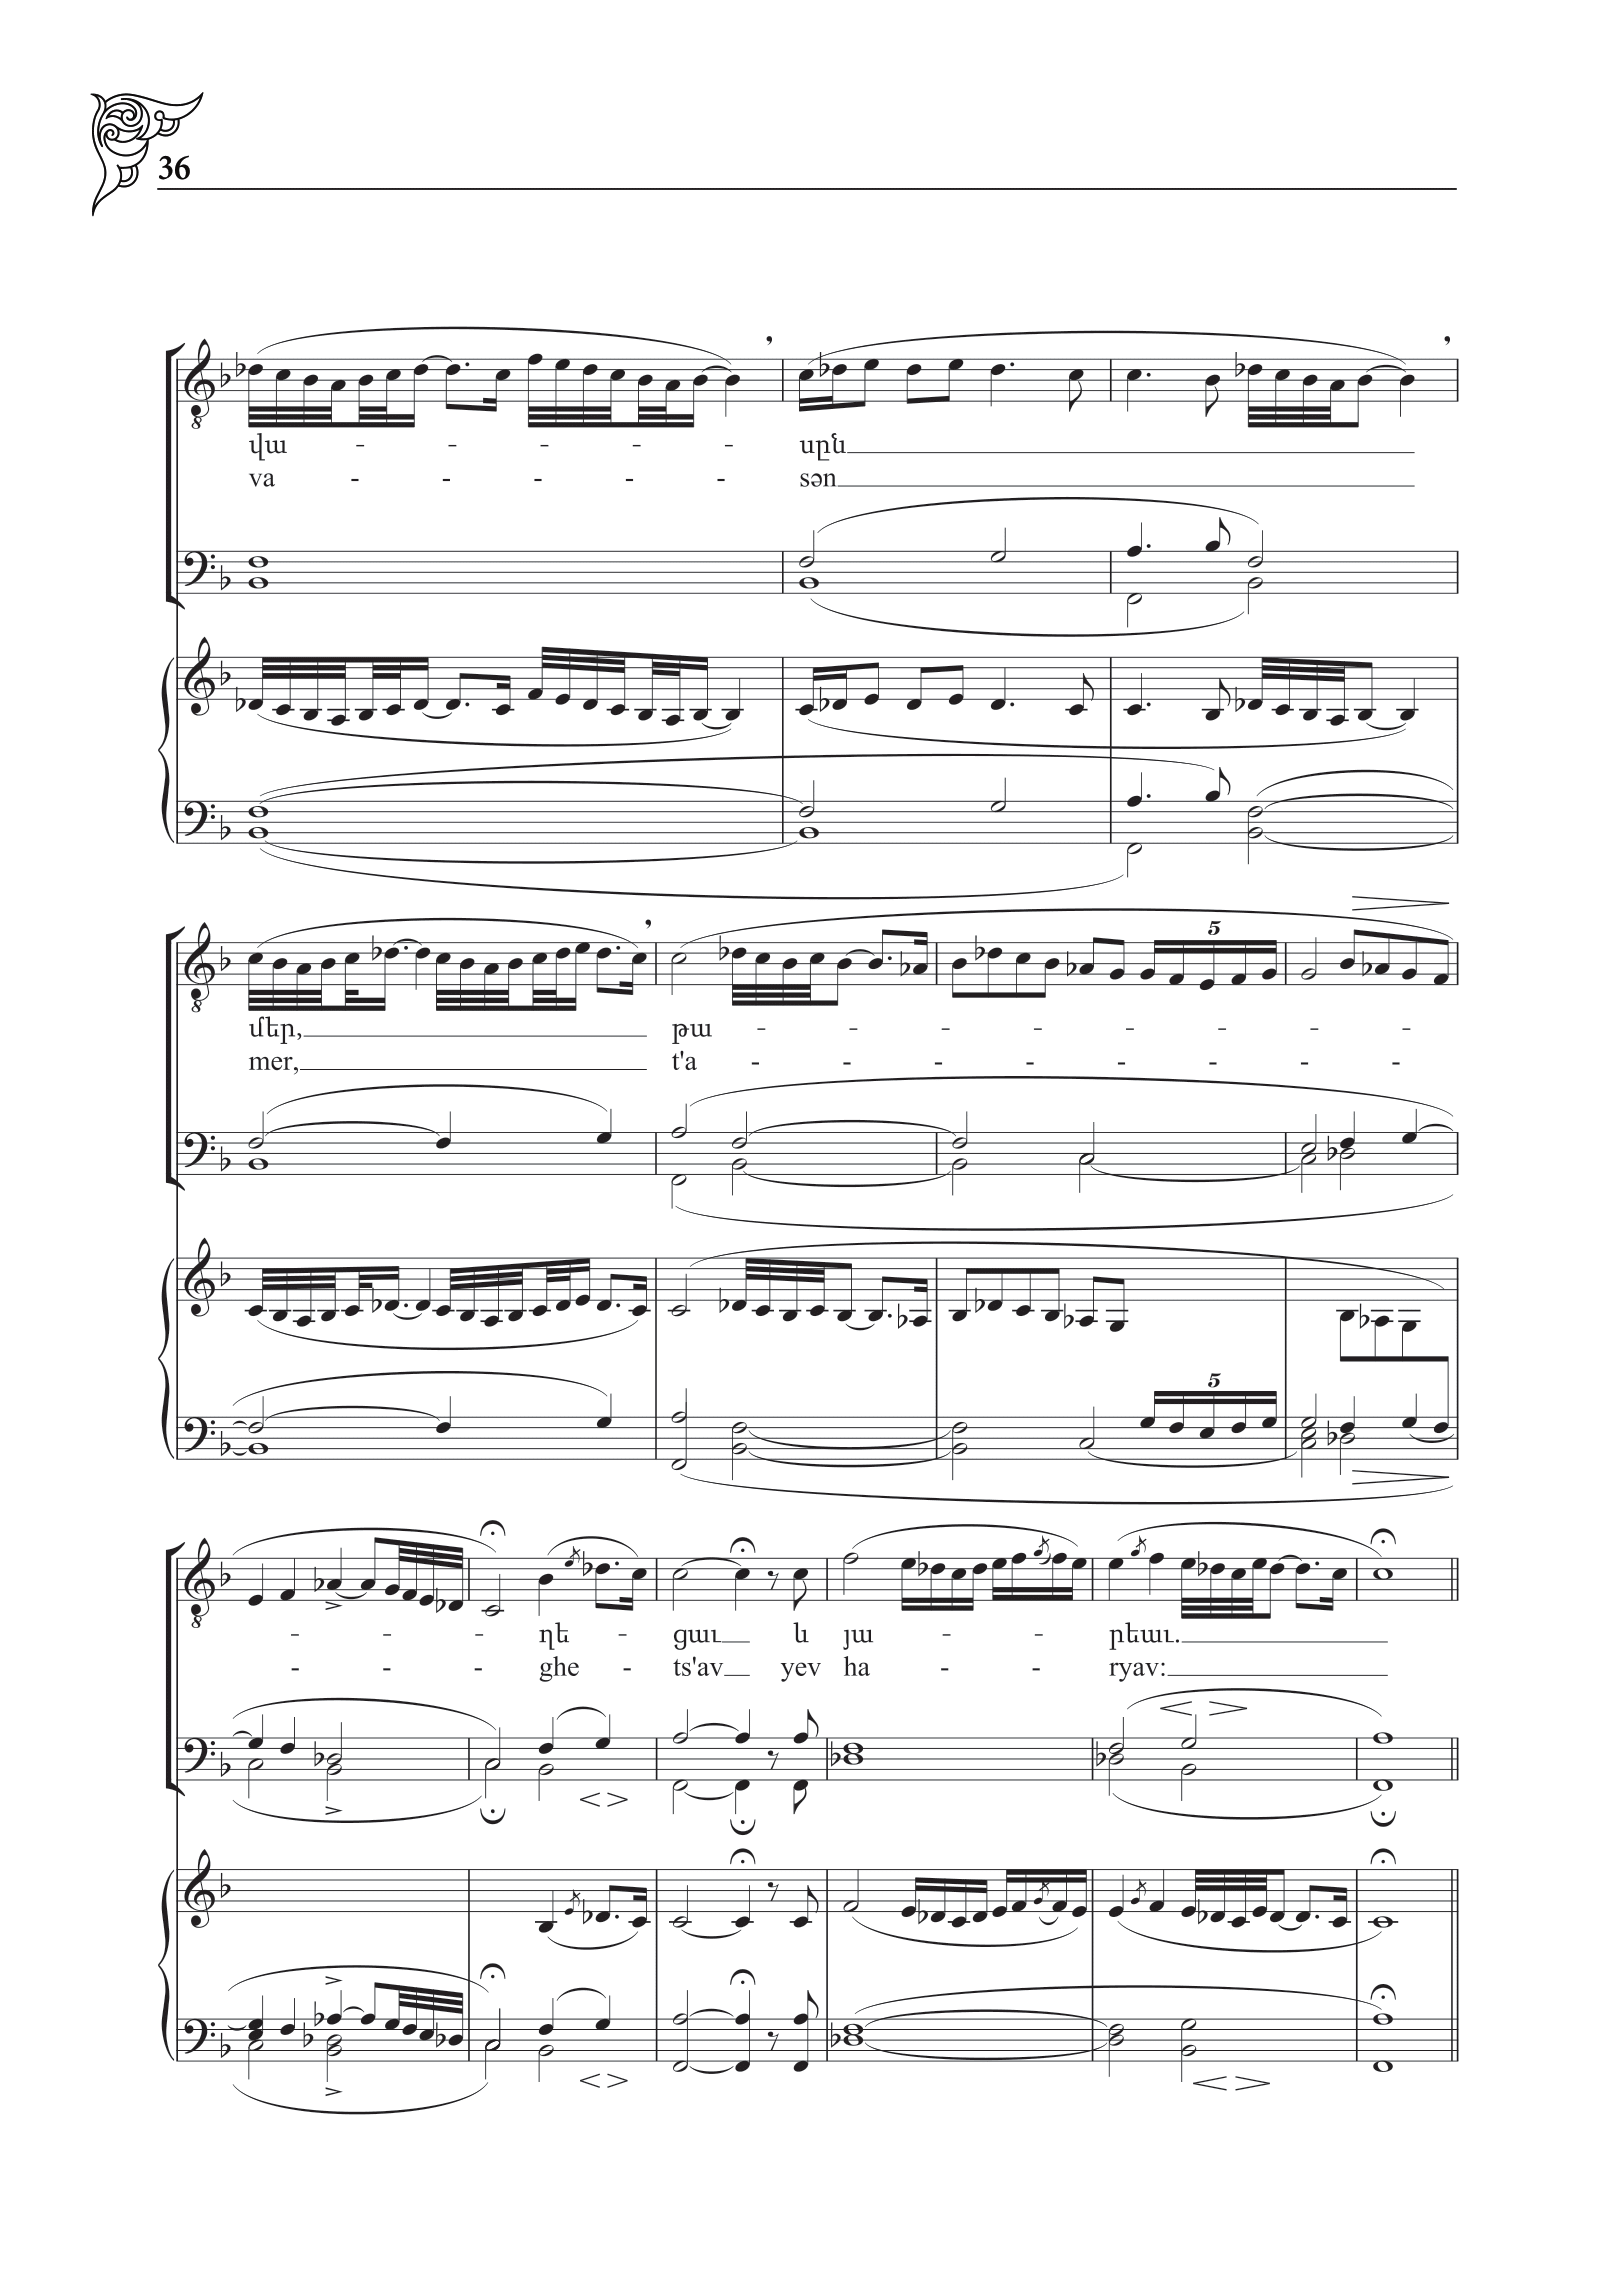 36
վա - - - - - սըն
va - - - - - sən
5
մեր, թա - - - - - - - -
mer, t'a - - - - - - - -
5
- - - ղե - ցաւ և յա - - րեաւ.
- - - ghe - ts'av yev ha - - ryav: